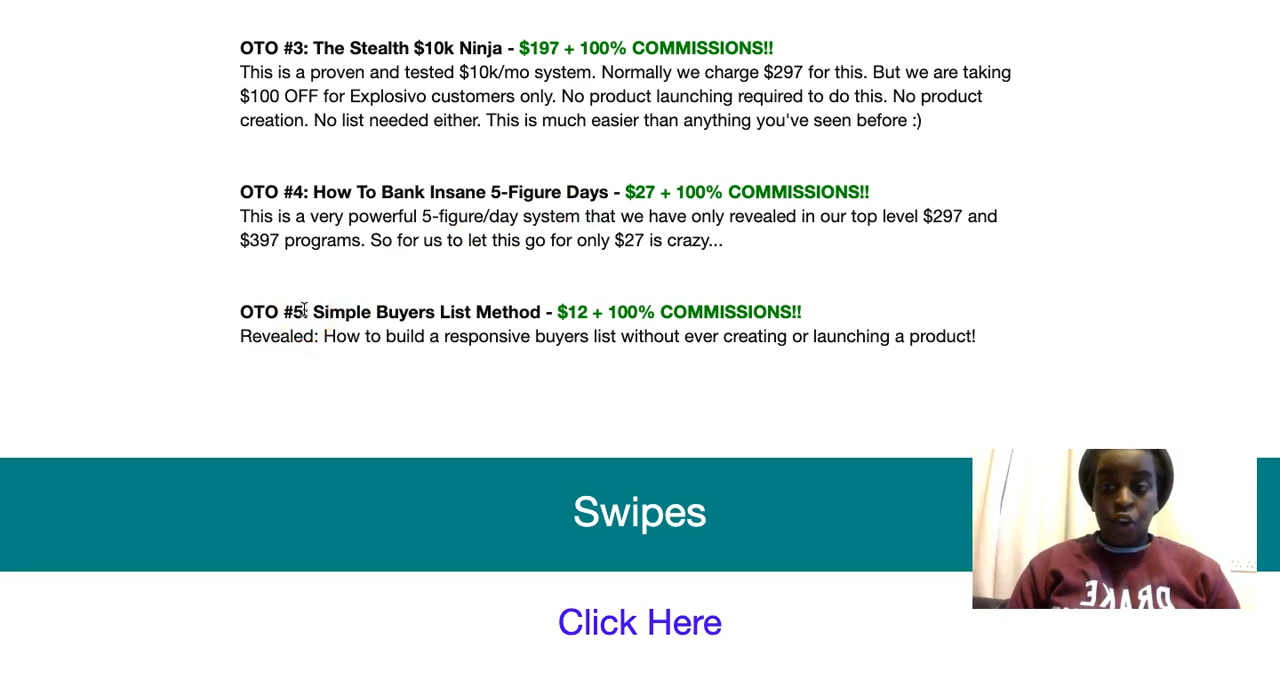 OTO #3: The Stealth $10k Ninja - $197 + 100% COMMISSIONS!!
This is a proven and tested $10k/mo system. Normally we charge $297 for this. But we are taking
$100 OFF for Explosivo customers only. No product launching required to do this. No product
creation. No list needed either. This is much easier than anything you've seen before :)
OTO #4: How To Bank Insane 5-Figure Days - $27 + 100% COMMISSIONS!!
This is a very powerful 5-figure/day system that we have only revealed in our top level $297 and
$397 programs. So for us to let this go for only $27 is crazy...
OTO #5: Simple Buyers List Method - $12 + 100% COMMISSIONS!!
Revealed: How to build a responsive buyers list without ever creating or launching a product!
Swipes
DRAKE
Click Here